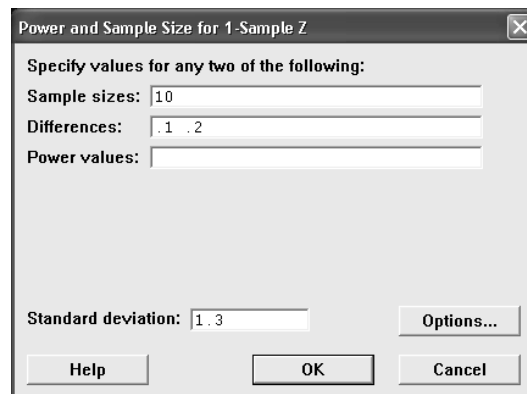 Power and Sample Size for 1-Sample Z
Specify values for any two of the following:
Sample sizes: 10
Differences: .1 .2
Power values:
Standard deviation: 1.3
Options...
Help
OK
Cancel